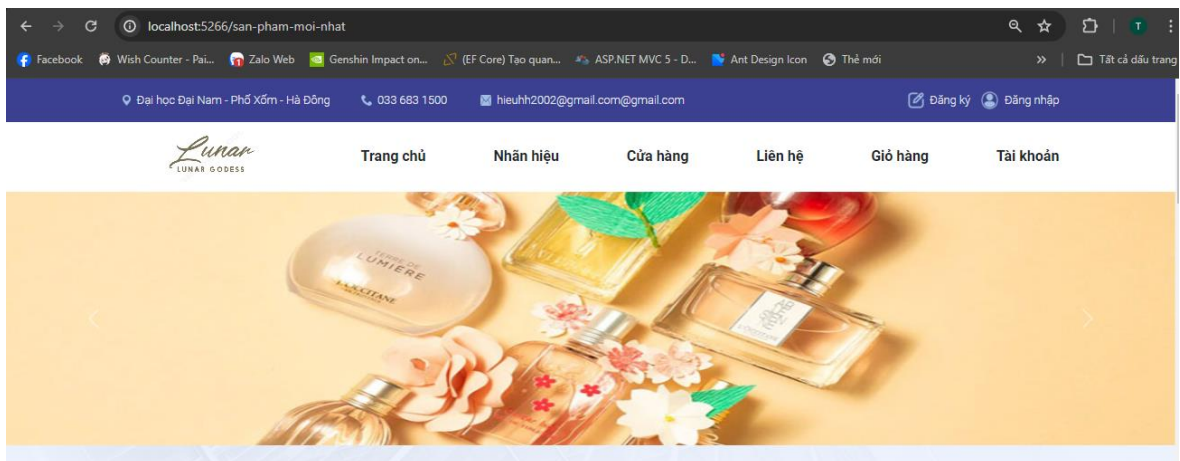 localhost:5266/san-pham-moi-nhat
T
Facebook Wish Counter - Pai... Zalo Web Genshin Impact on... (EF Core) Tạo quan... ASP.NET MVC 5 - D... Ant Design Icon Thẻ mới » Tất cả dấu trang
Đại học Đại Nam - Phố Xốm - Hà Đông 033 683 1500 hieuhh2002@gmail.com@gmail.com Đăng ký Đăng nhập
Lunar
LUNAR GODESS
Trang chủ Nhãn hiệu Cửa hàng Liên hệ Giỏ hàng Tài khoản
TERRE DE
LUMIERE
L'OCCITANE